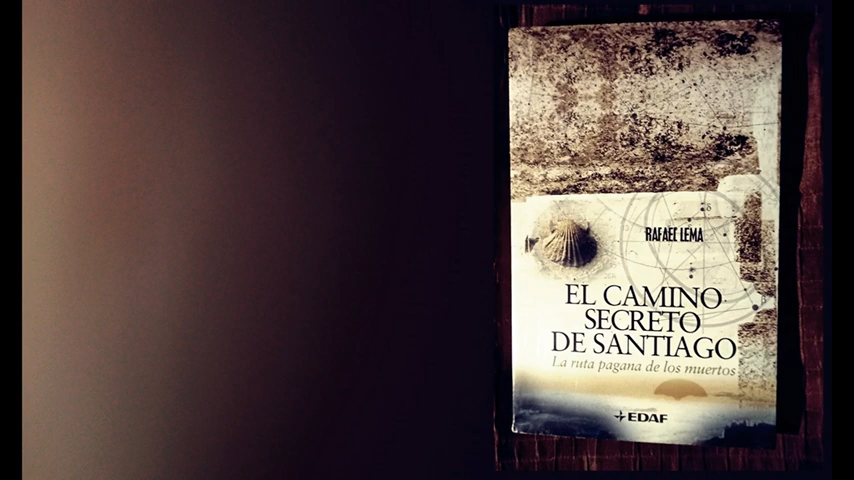 RAFAEL LEMA
EL CAMINO
SECRETO
DE SANTIAGO
La ruta pagana de los muertos
EDAF